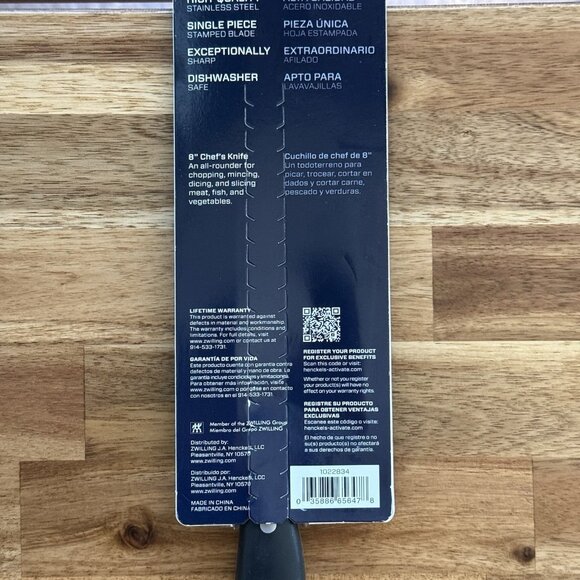 STAINLESS STEEL
ACERO INOXIDABLE
SINGLE PIECE
STAMPED BLADE
PIEZA ÚNICA
HOJA ESTAMPADA
EXCEPTIONALLY
SHARP
EXTRAORDINARIO
AFILADO
DISHWASHER
SAFE
APTO PARA
LAVAVAJILLAS
8" Chef's Knife
An all-rounder for
chopping, mincing,
dicing, and slicing
meat, fish, and
vegetables.
Cuchillo de chef de 8"
Un todoterreno para
picar, trocear, cortar en
dados y cortar carne,
pescado y verduras.
LIFETIME WARRANTY
This product is warranted against
defects in material and workmanship.
The warranty includes conditions and
limitations. For full details, visit
www.zwilling.com or contact us at
914-533-1731.
GARANTÍA DE POR VIDA
Este producto cuenta con garantía contra
defectos de material y mano de obra. La
garantía incluye condiciones y limitaciones.
Para obtener más información, visite
www.zwilling.com o póngase en contacto
con nosotros en el 914-533-1731.
Member of the ZWILLING Group
Miembro del Grupo ZWILLING
Distributed by:
ZWILLING J.A. Henckels, LLC
Pleasantville, NY 10570
www.zwilling.com
Distribuido por:
ZWILLING J.A. Henckels, LLC
Pleasantville, NY 10570
www.zwilling.com
MADE IN CHINA
FABRICADO EN CHINA
REGISTER YOUR PRODUCT
FOR EXCLUSIVE BENEFITS
Scan this code or visit:
henckels-activate.com
Whether or not you register
your product(s) will have no
effect on your warranty rights.
REGISTRE SU PRODUCTO
PARA OBTENER VENTAJAS
EXCLUSIVAS
Escanee este código o visite:
henckels-activate.com
El hecho de que registre o no
su(s) producto(s) no afectará
a sus derechos de garantía.
1022834
0 35886 65647 8